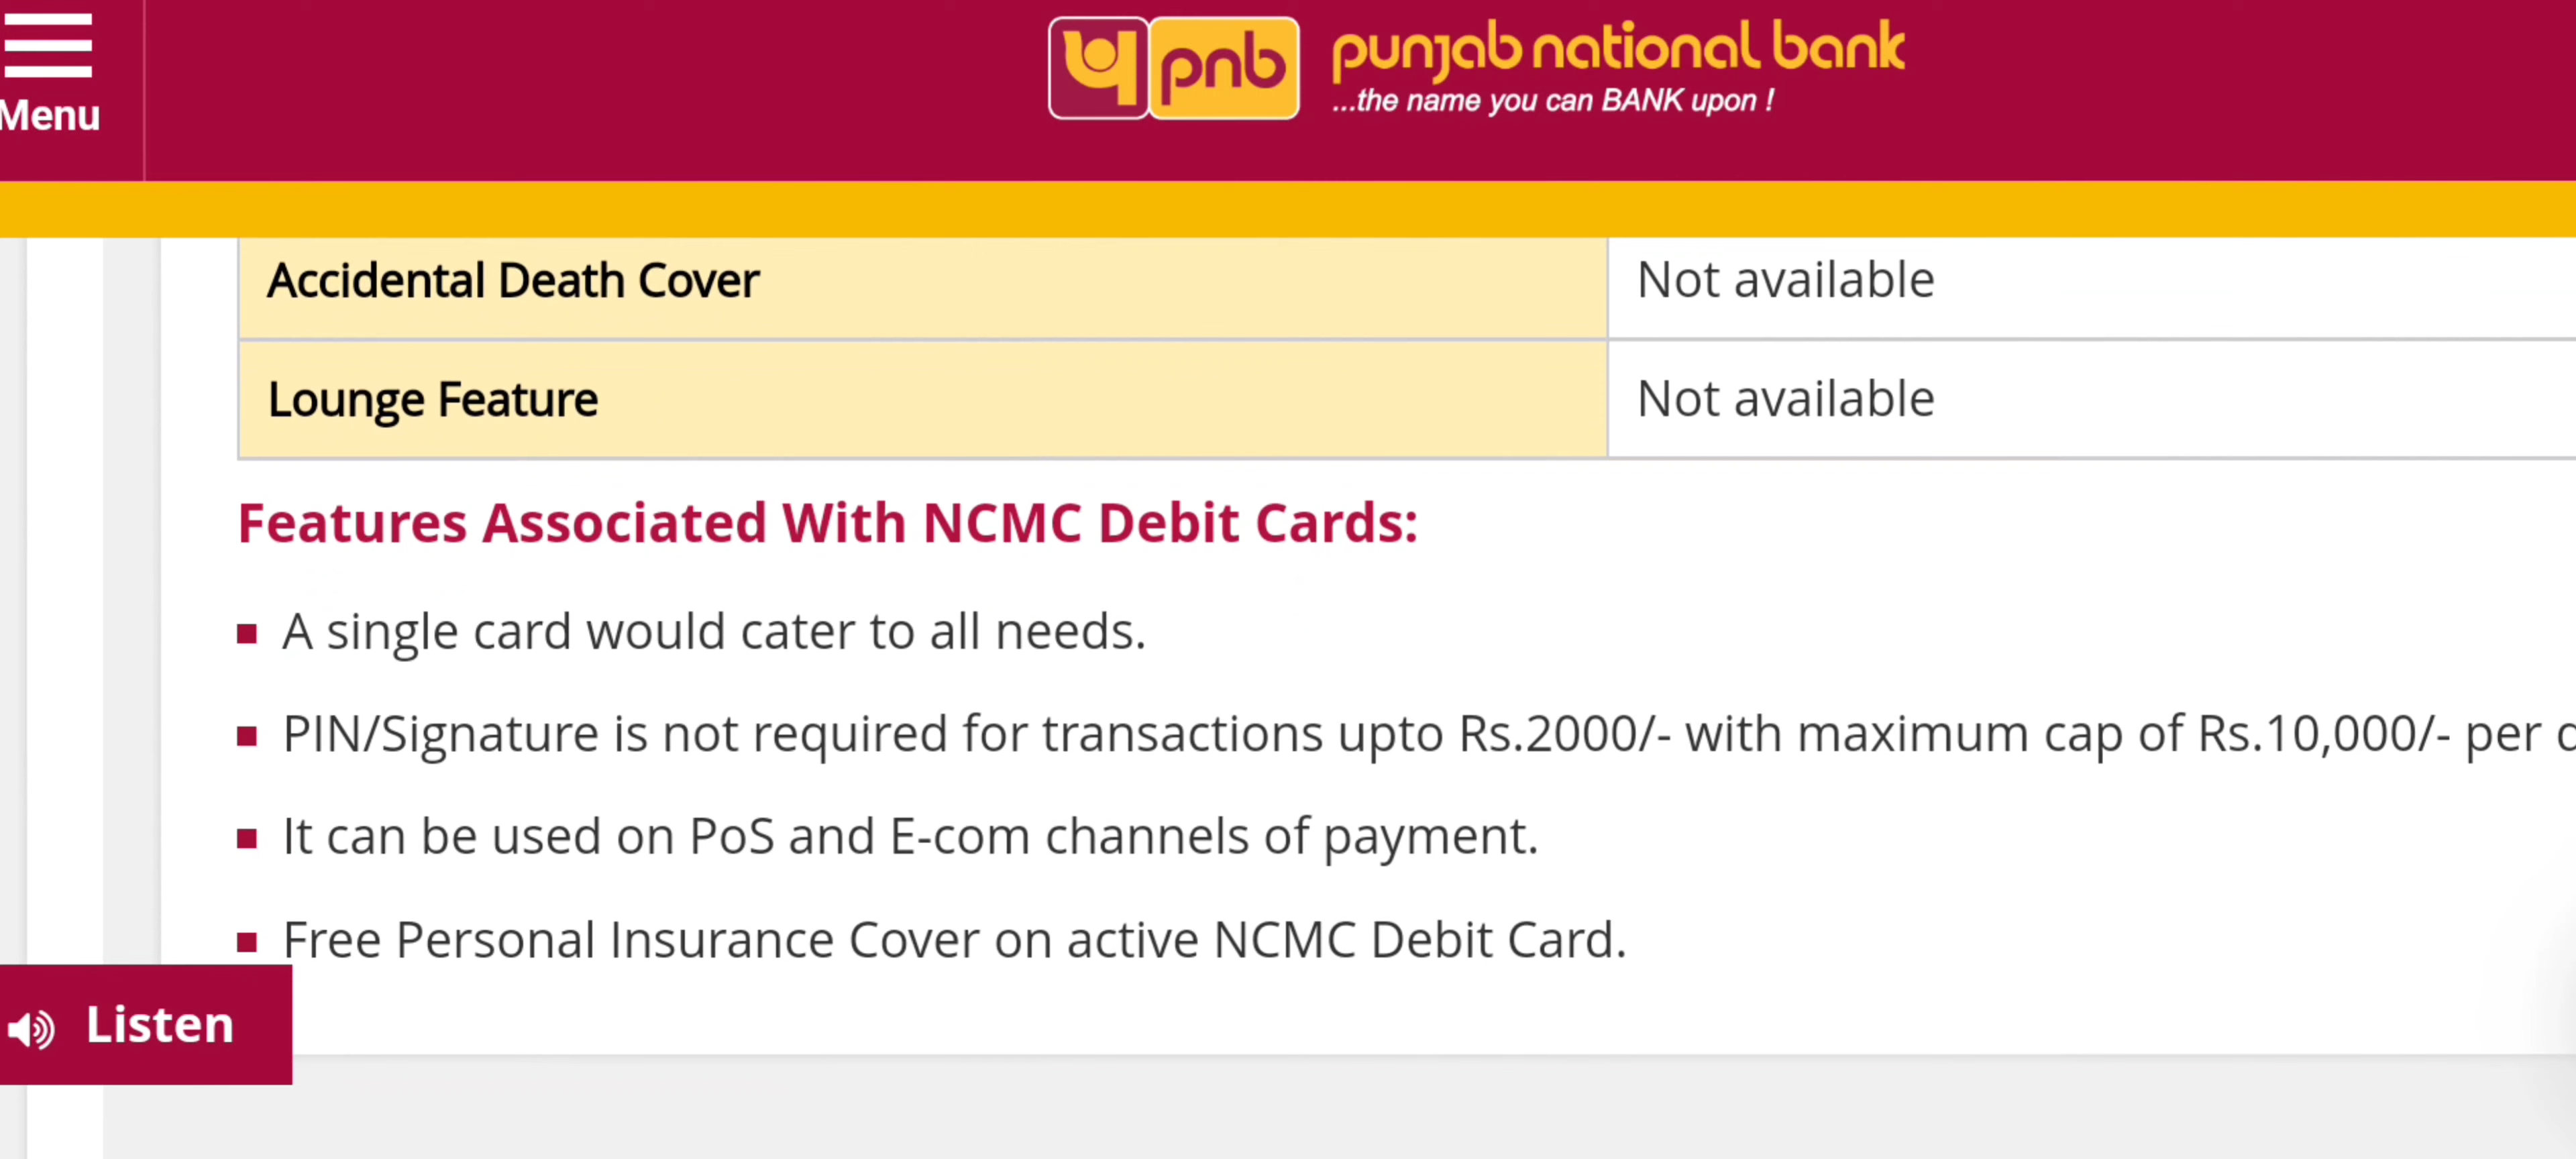 Menu
प pnb punjab national bank
...the name you can BANK upon !
Accidental Death Cover Not available
Lounge Feature Not available
Features Associated With NCMC Debit Cards:
A single card would cater to all needs.
PIN/Signature is not required for transactions upto Rs.2000/- with maximum cap of Rs.10,000/- per
It can be used on PoS and E-com channels of payment.
Free Personal Insurance Cover on active NCMC Debit Card.
Listen